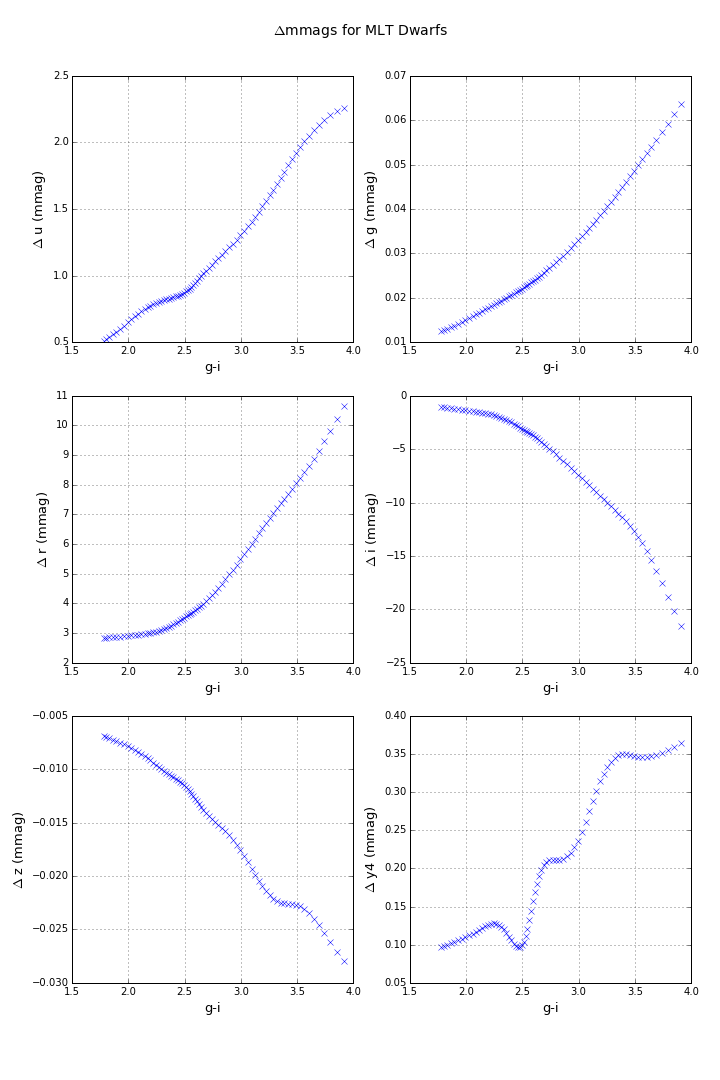 Δmmags for MLT Dwarfs
2.5
2.0
1.5
1.0
0.5
Δ u (mmag)
1.5 2.0 2.5 3.0 3.5 4.0
g-i
0.07
0.06
0.05
0.04
0.03
0.02
0.01
Δ g (mmag)
1.5 2.0 2.5 3.0 3.5 4.0
g-i
11
10
9
8
7
6
5
4
3
2
Δ r (mmag)
1.5 2.0 2.5 3.0 3.5 4.0
g-i
0
−5
−10
−15
−20
−25
Δ i (mmag)
1.5 2.0 2.5 3.0 3.5 4.0
g-i
−0.005
−0.010
−0.015
−0.020
−0.025
−0.030
Δ z (mmag)
1.5 2.0 2.5 3.0 3.5 4.0
g-i
0.40
0.35
0.30
0.25
0.20
0.15
0.10
0.05
Δ y4 (mmag)
1.5 2.0 2.5 3.0 3.5 4.0
g-i